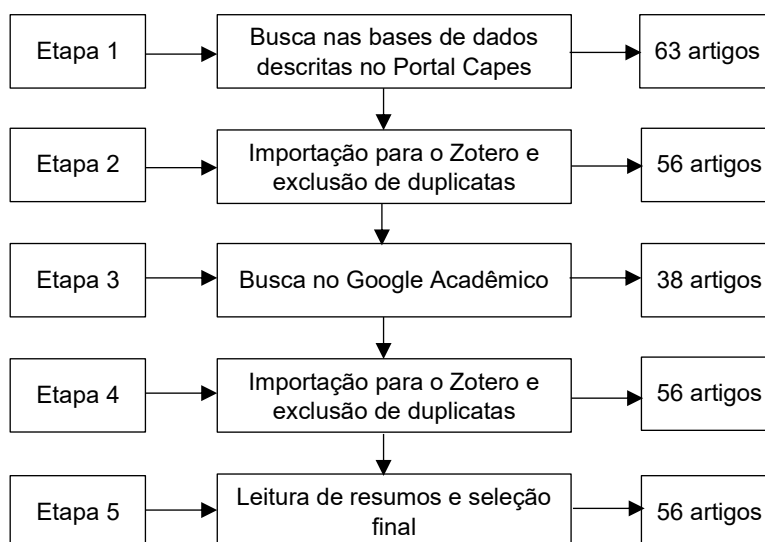 Etapa 1
Busca nas bases de dados
descritas no Portal Capes
63 artigos
Etapa 2
Importação para o Zotero e
exclusão de duplicatas
56 artigos
Etapa 3
Busca no Google Acadêmico
38 artigos
Etapa 4
Importação para o Zotero e
exclusão de duplicatas
56 artigos
Etapa 5
Leitura de resumos e seleção
final
56 artigos